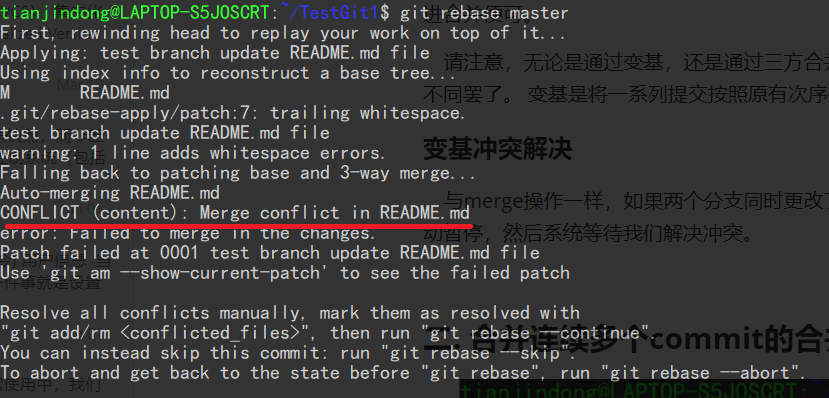 tianjindong@LAPTOP-S5JOSCRT:~/TestGit1$ git rebase master
First, rewinding head to replay your work on top of it...
Applying: test branch update README.md file
Using index info to reconstruct a base tree...
M       README.md
.git/rebase-apply/patch:7: trailing whitespace.
test branch update README.md file
warning: 1 line adds whitespace errors.
Falling back to patching base and 3-way merge...
Auto-merging README.md
CONFLICT (content): Merge conflict in README.md
error: Failed to merge in the changes.
Patch failed at 0001 test branch update README.md file
Use 'git am --show-current-patch' to see the failed patch
Resolve all conflicts manually, mark them as resolved with
"git add/rm <conflicted_files>", then run "git rebase --continue".
You can instead skip this commit: run "git rebase --skip".
To abort and get back to the state before "git rebase", run "git rebase --abort".
请注意，无论是通过变基，还是通过三方合
不同罢了。 变基是将一系列提交按照原有次序
变基冲突解决
与merge操作一样，如果两个分支同时更改了
动暂停，然后系统等待我们解决冲突。
合并连续多个commit的合
tianjindong@LAPTOP-S5JOSCRT: